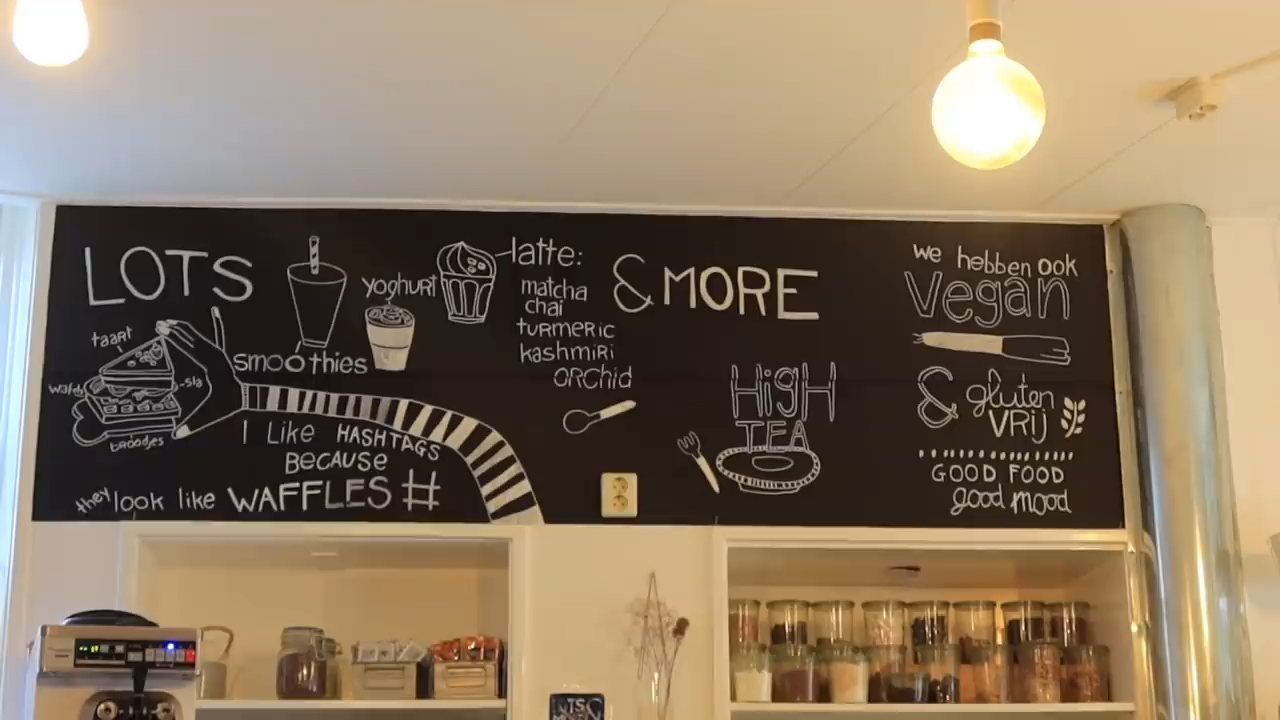 LOTS
& MORE
taart
wafels
sla
broodjes
smoothies
yoghurt
latte:
matcha
chai
TURMERIC
kashmiri
ORChid
I Like HASHTAGS
BECAUSE
they look like WAFFLES #
HiGH
TEA
we hebben ook
Vegan
& gluten
VRij
GOOD FOOD
good mood